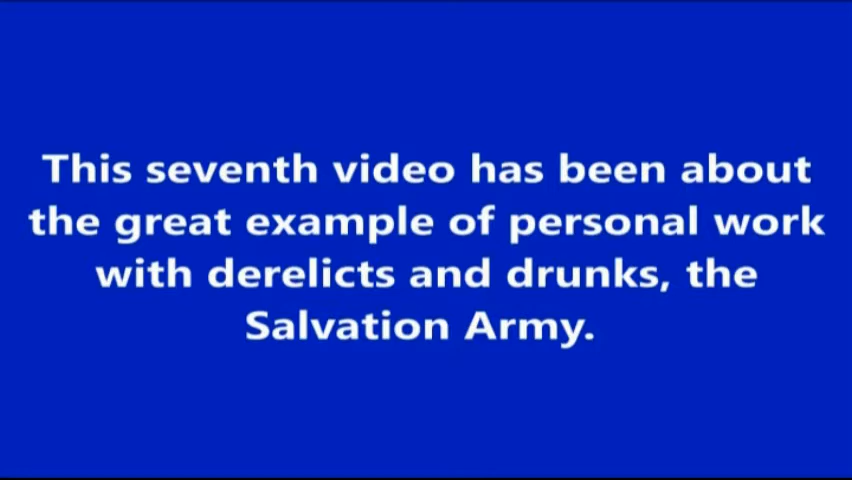 This seventh video has been about
the great example of personal work
with derelicts and drunks, the
Salvation Army.